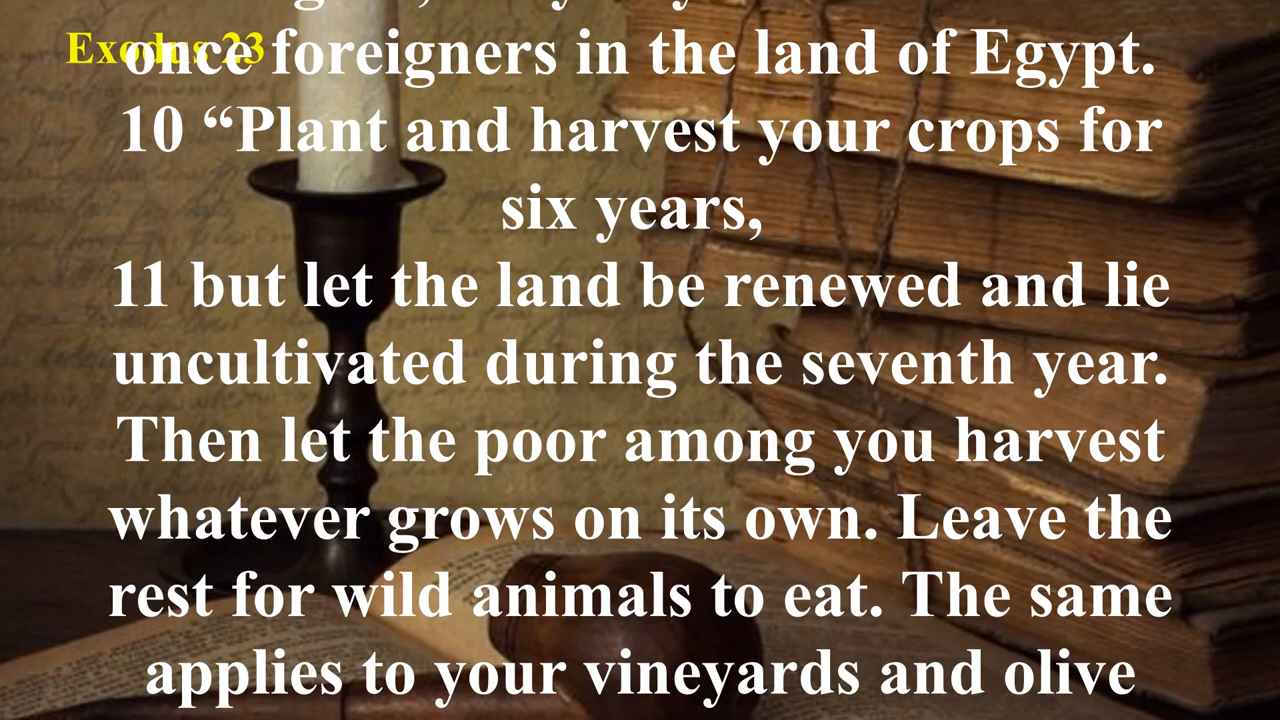 Exodus 23
once foreigners in the land of Egypt.
10 “Plant and harvest your crops for
six years,
11 but let the land be renewed and lie
uncultivated during the seventh year.
Then let the poor among you harvest
whatever grows on its own. Leave the
rest for wild animals to eat. The same
applies to your vineyards and olive